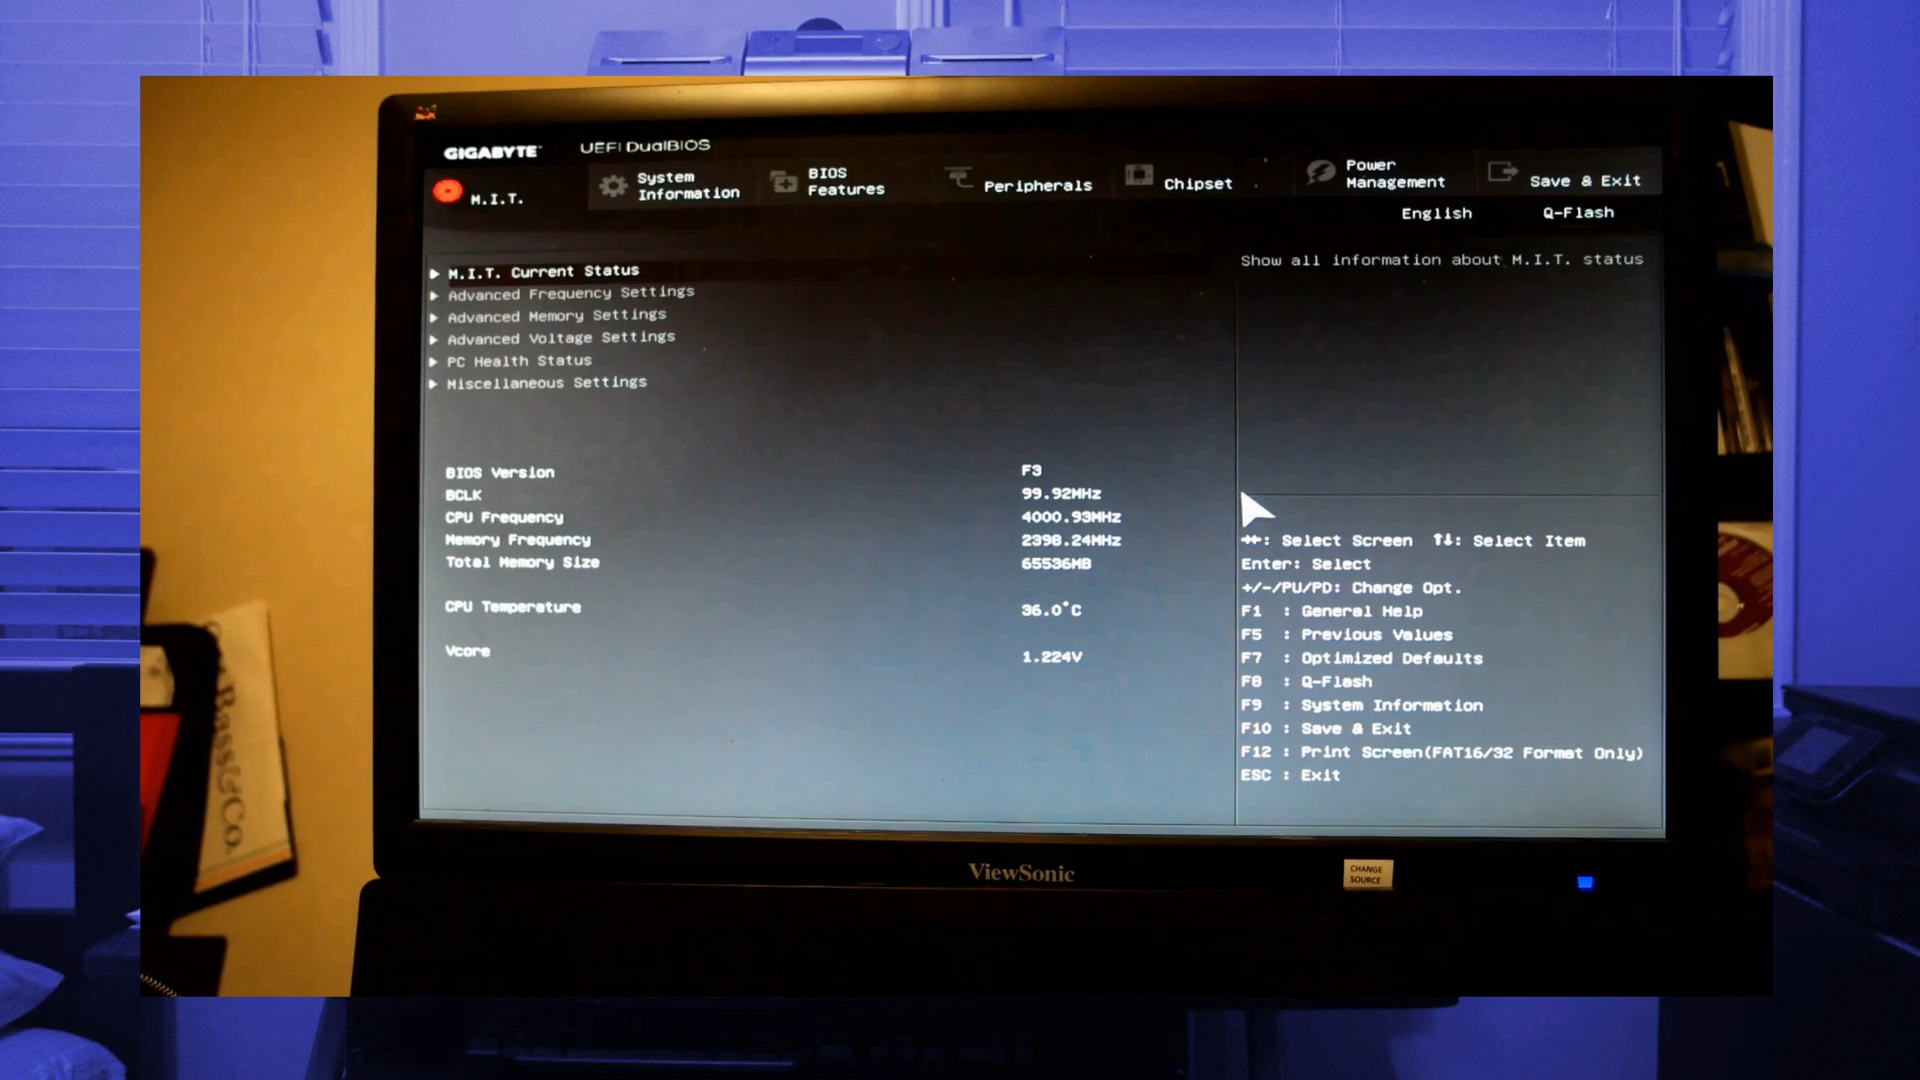 GIGABYTE UEFI DualBIOS
M.I.T.
System
Information
BIOS
Features
Peripherals
Chipset
Power
Management
Save & Exit
English Q-Flash
M.I.T. Current Status
Advanced Frequency Settings
Advanced Memory Settings
Advanced Voltage Settings
PC Health Status
Miscellaneous Settings
Show all information about M.I.T. status
BIOS Version F3
BCLK 99.92MHz
CPU Frequency 4000.93MHz
Memory Frequency 2398.24MHz
Total Memory Size 65536MB
CPU Temperature 36.0°C
Vcore 1.224V
→←: Select Screen ↑↓: Select Item
Enter: Select
+/-/PU/PD: Change Opt.
F1 : General Help
F5 : Previous Values
F7 : Optimized Defaults
F8 : Q-Flash
F9 : System Information
F10 : Save & Exit
F12 : Print Screen(FAT16/32 Format Only)
ESC : Exit
ViewSonic
CHANGE
SOURCE
Bass&Co.